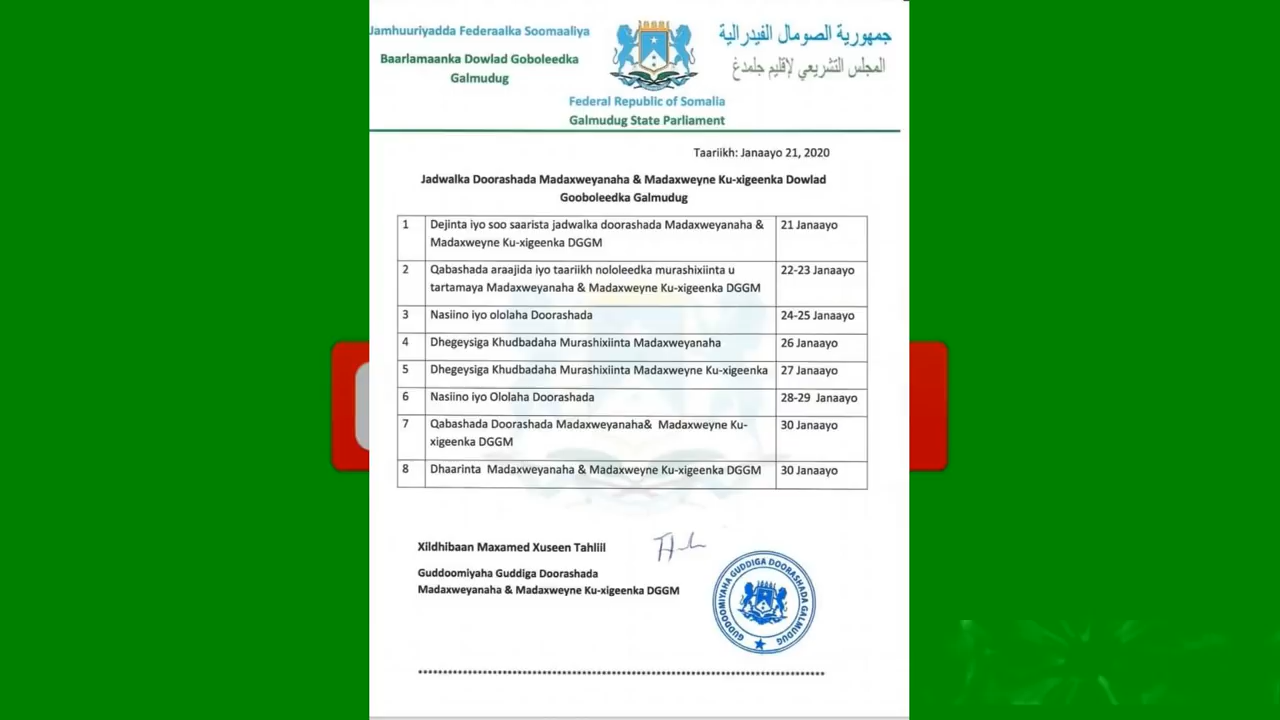 Jamhuuriyadda Federaalka Soomaaliya
Baarlamaanka Dowlad Goboleedka
Galmudug
جمهورية الصومال الفيدرالية
المجلس التشريعي لإقليم جلمدغ
Federal Republic of Somalia
Galmudug State Parliament
Taariikh: Janaayo 21, 2020
Jadwalka Doorashada Madaxweyanaha & Madaxweyne Ku-xigeenka Dowlad
Gooboleedka Galmudug
1 Dejinta iyo soo saarista jadwalka doorashada Madaxweyanaha & 21 Janaayo
Madaxweyne Ku-xigeenka DGGM
2 Qabashada araajida iyo taariikh nololeedka murashixiinta u 22-23 Janaayo
tartamaya Madaxweyanaha & Madaxweyne Ku-xigeenka DGGM
3 Nasiino iyo ololaha Doorashada 24-25 Janaayo
4 Dhegeysiga Khudbadaha Murashixiinta Madaxweyanaha 26 Janaayo
5 Dhegeysiga Khudbadaha Murashixiinta Madaxweyne Ku-xigeenka 27 Janaayo
6 Nasiino iyo Ololaha Doorashada 28-29 Janaayo
7 Qabashada Doorashada Madaxweyanaha& Madaxweyne Ku- 30 Janaayo
xigeenka DGGM
8 Dhaarinta Madaxweyanaha & Madaxweyne Ku-xigeenka DGGM 30 Janaayo
Xildhibaan Maxamed Xuseen Tahliil
Guddoomiyaha Guddiga Doorashada
Madaxweyanaha & Madaxweyne Ku-xigeenka DGGM
GUDDOOMIYAHA GUDDIGA DOORASHADA GALMUDUG